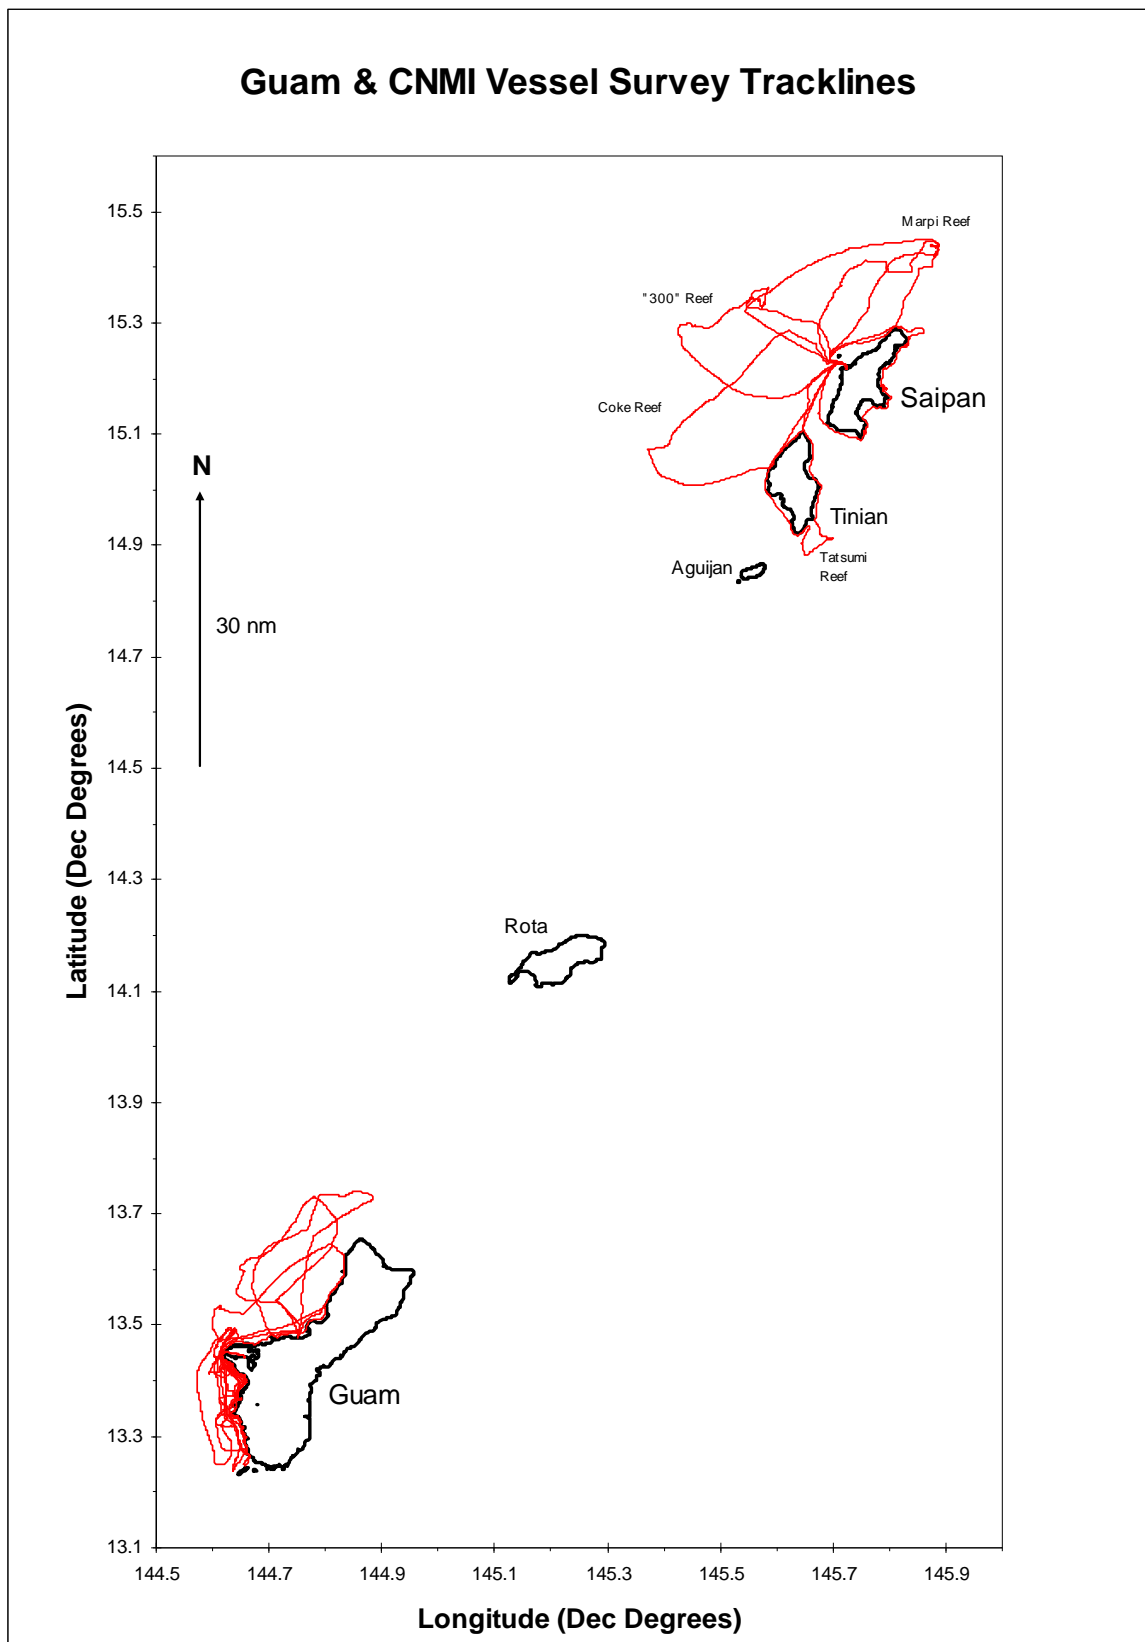 Guam & CNMI Vessel Survey Tracklines
15.5
Marpi Reef
15.3
"300" Reef
Saipan
Coke Reef
15.1
N
Tinian
14.9
Aguijan
Tatsumi
Reef
30 nm
14.7
Latitude (Dec Degrees)
14.5
14.3
Rota
14.1
13.9
13.7
13.5
Guam
13.3
13.1
144.5
144.7
144.9
145.1
145.3
145.5
145.7
145.9
Longitude (Dec Degrees)